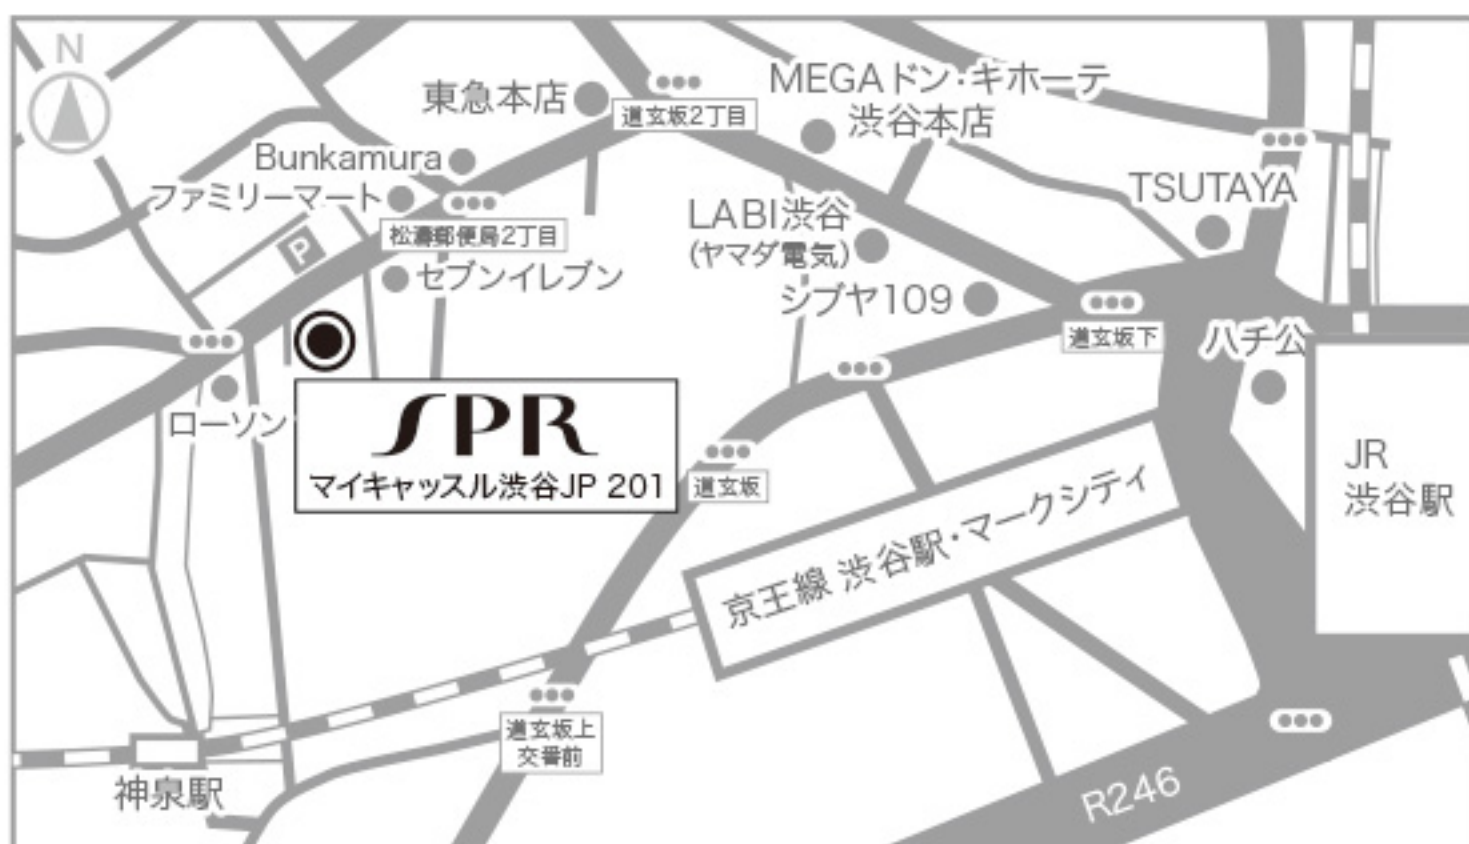 N
東急本店
道玄坂2丁目
MEGAドン・キホーテ
渋谷本店
Bunkamura
ファミリーマート
松濤郵便局2丁目
P
セブンイレブン
LABI渋谷
(ヤマダ電気)
シブヤ109
TSUTAYA
道玄坂下
ハチ公
ローソン
SPR
マイキャッスル渋谷JP 201
道玄坂
JR
渋谷駅
京王線 渋谷駅・マークシティ
道玄坂上
交番前
神泉駅
R246